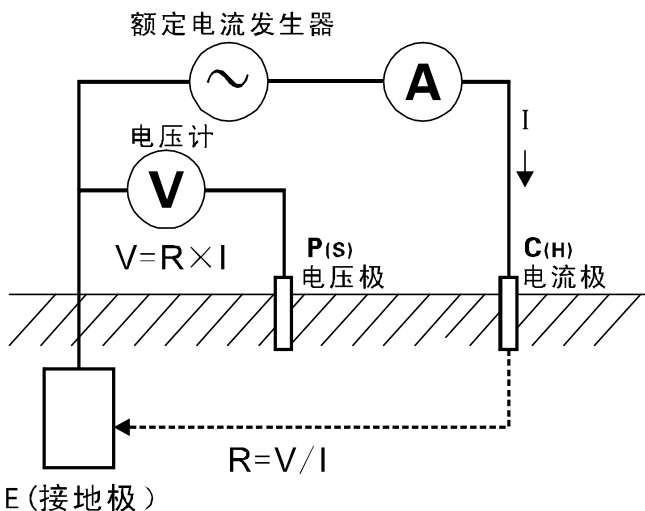 额定电流发生器
A
I
电压计
V
V=R×I
P(S)
电压极
C(H)
电流极
R=V/I
E(接地极)